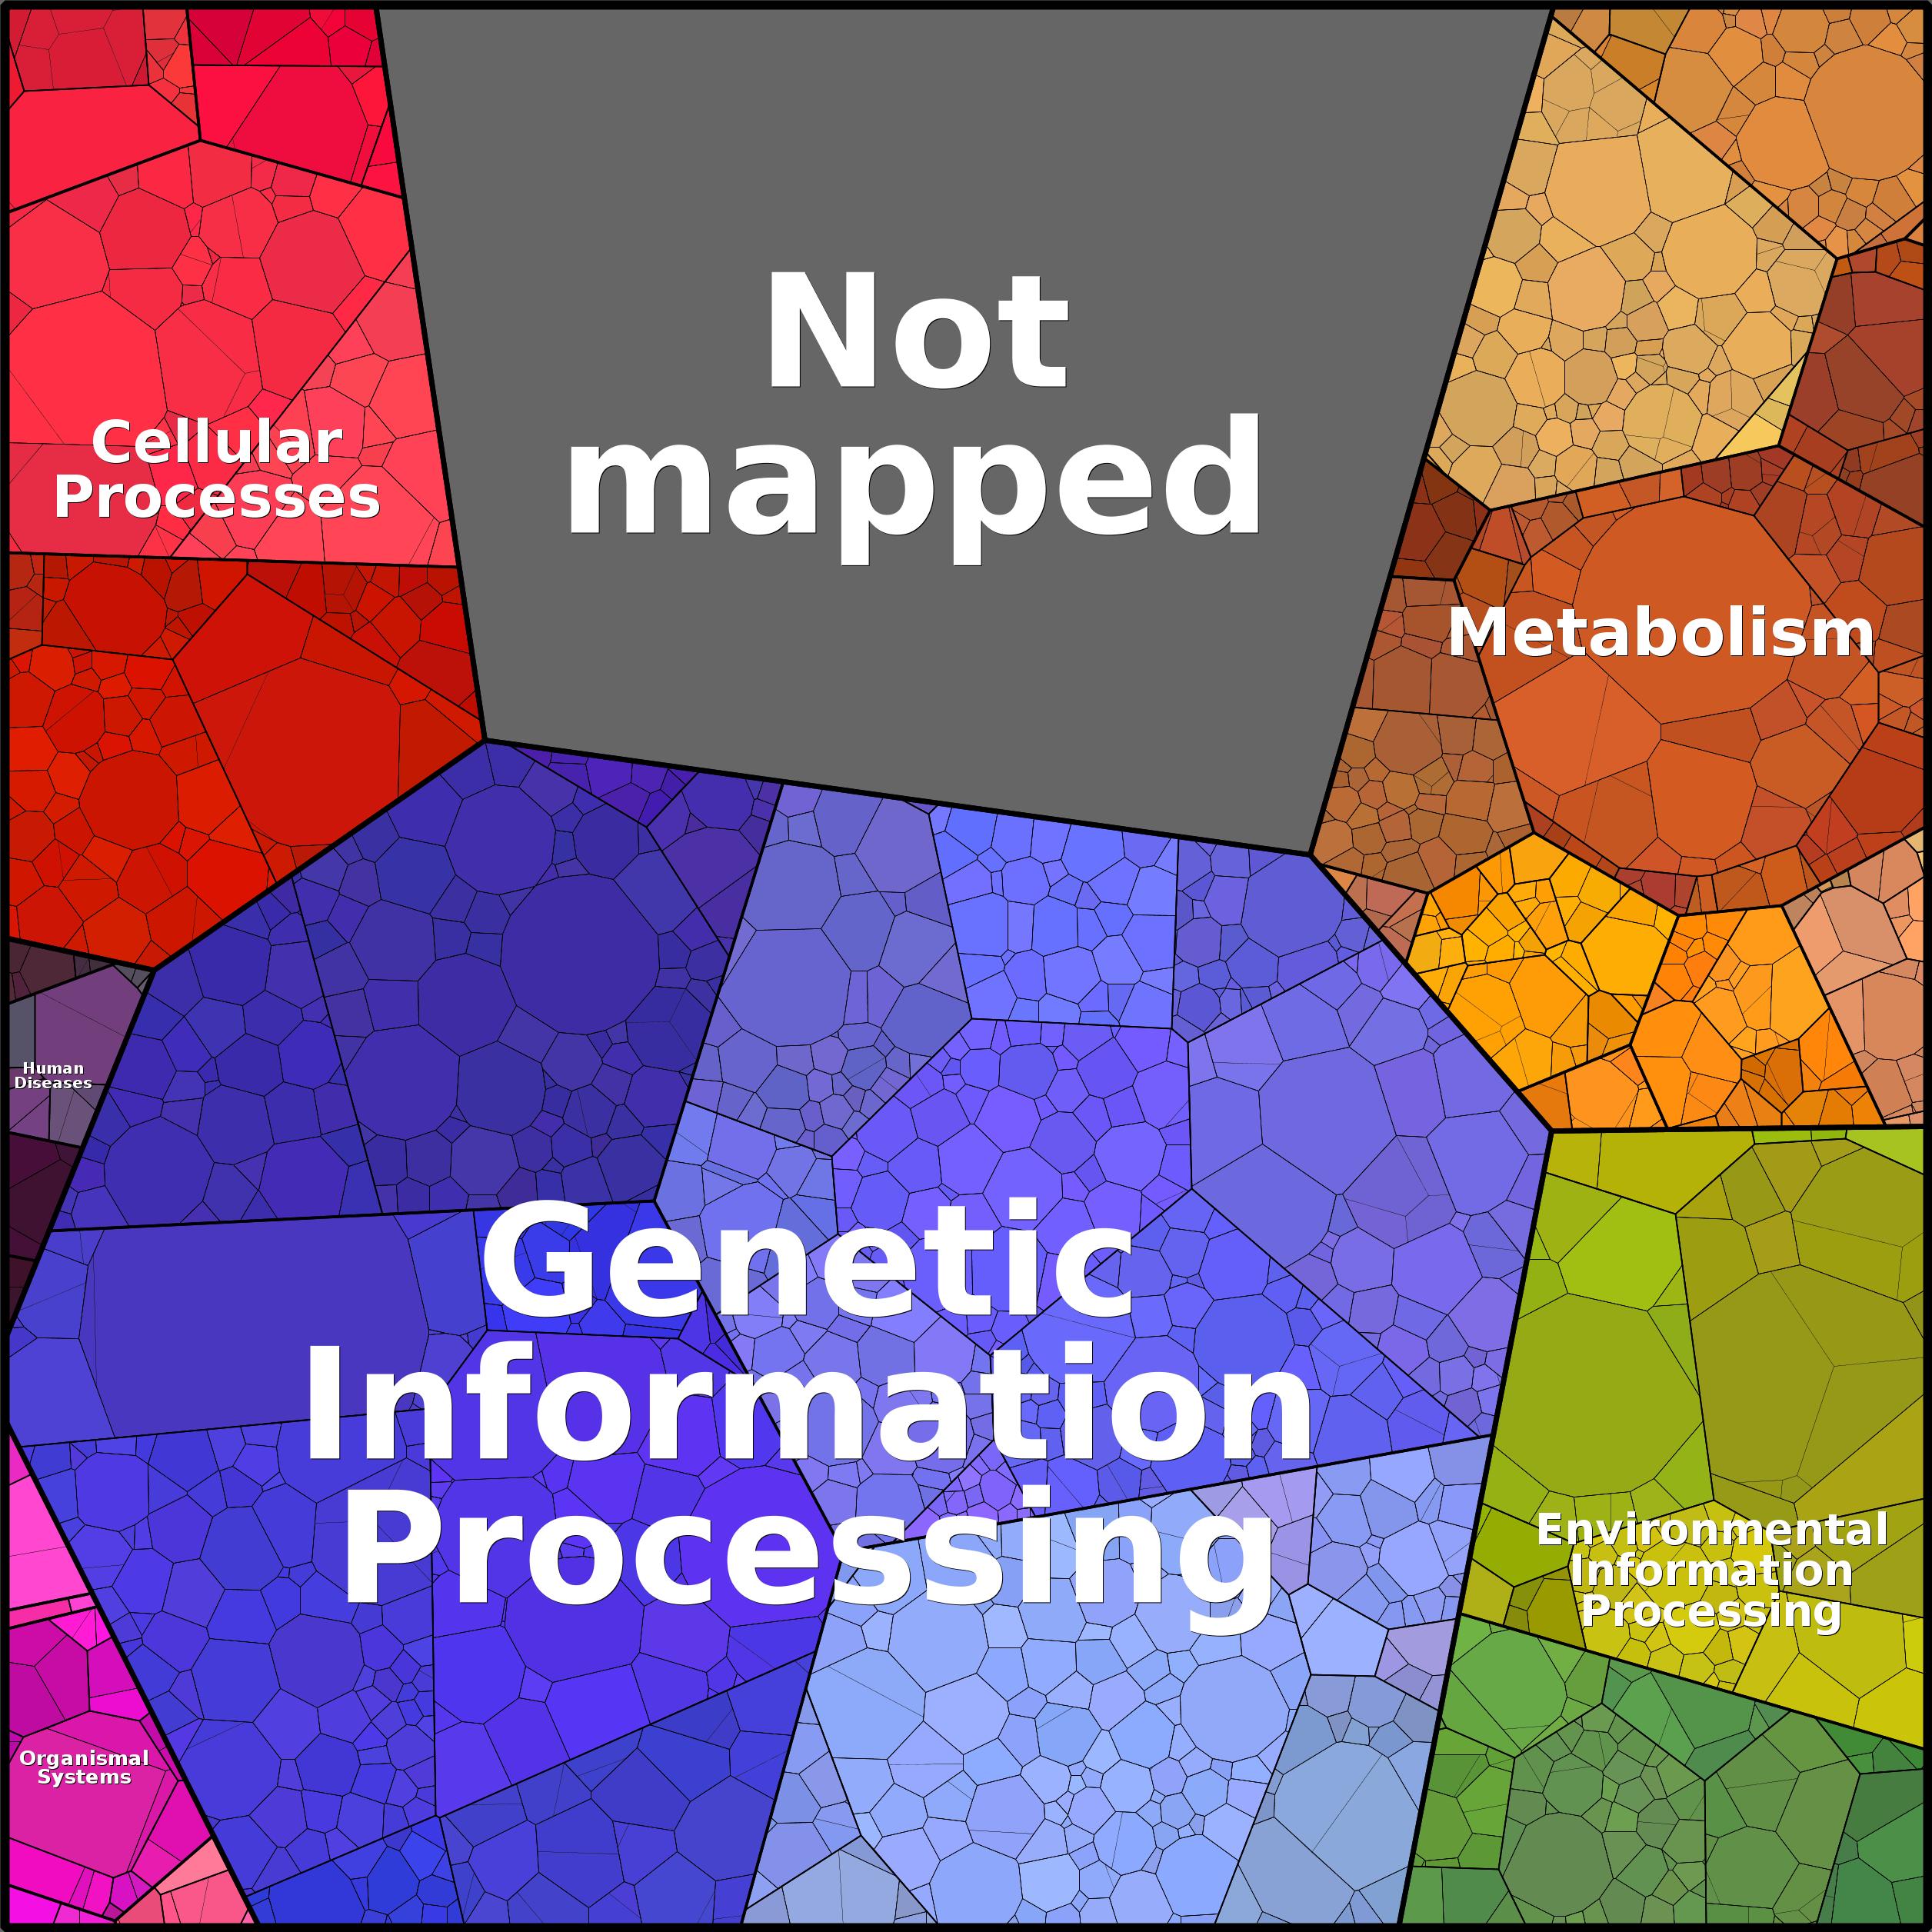 Not
mapped
Cellular
Processes
Metabolism
Human
Diseases
Genetic
Information
Processing
Environmental
Information
Processing
Organismal
Systems